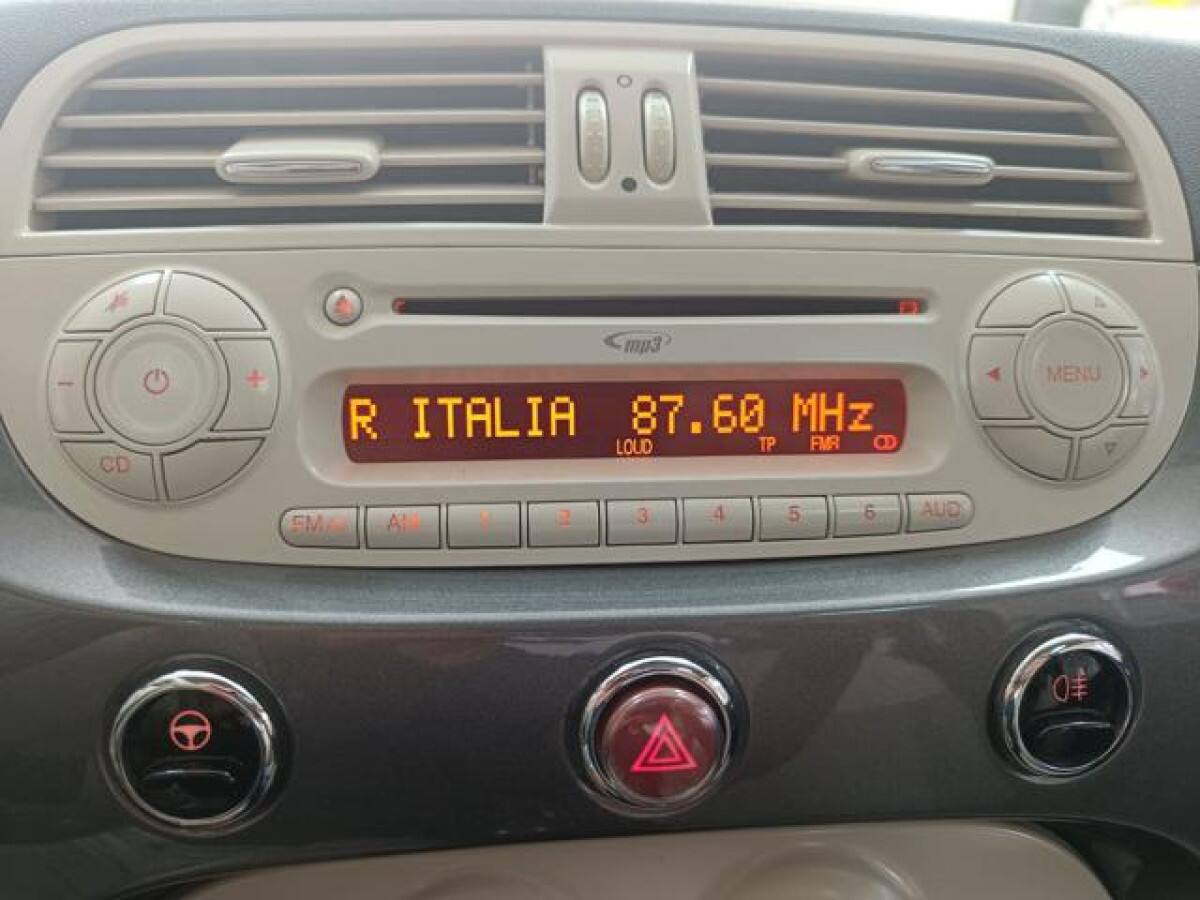 mp3
R ITALIA 87.60 MHz
LOUD TP FMR
MENU
CD
FM AS AM 1 2 3 4 5 6 AUD